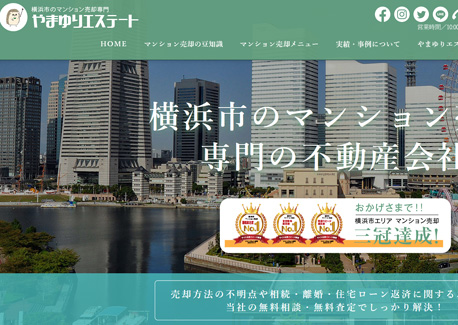 横浜市のマンション売却専門
やまゆりエステート
営業時間／10:00
HOME
マンション売却の豆知識
マンション売却メニュー
実績・事例について
やまゆりエス
横浜市のマンション
専門の不動産会社
おかげさまで!!
横浜市エリア マンション売却
三冠達成!
No.1
No.1
No.1
売却方法の不明点や相続・離婚・住宅ローン返済に関する
当社の無料相談・無料査定でしっかり解決！